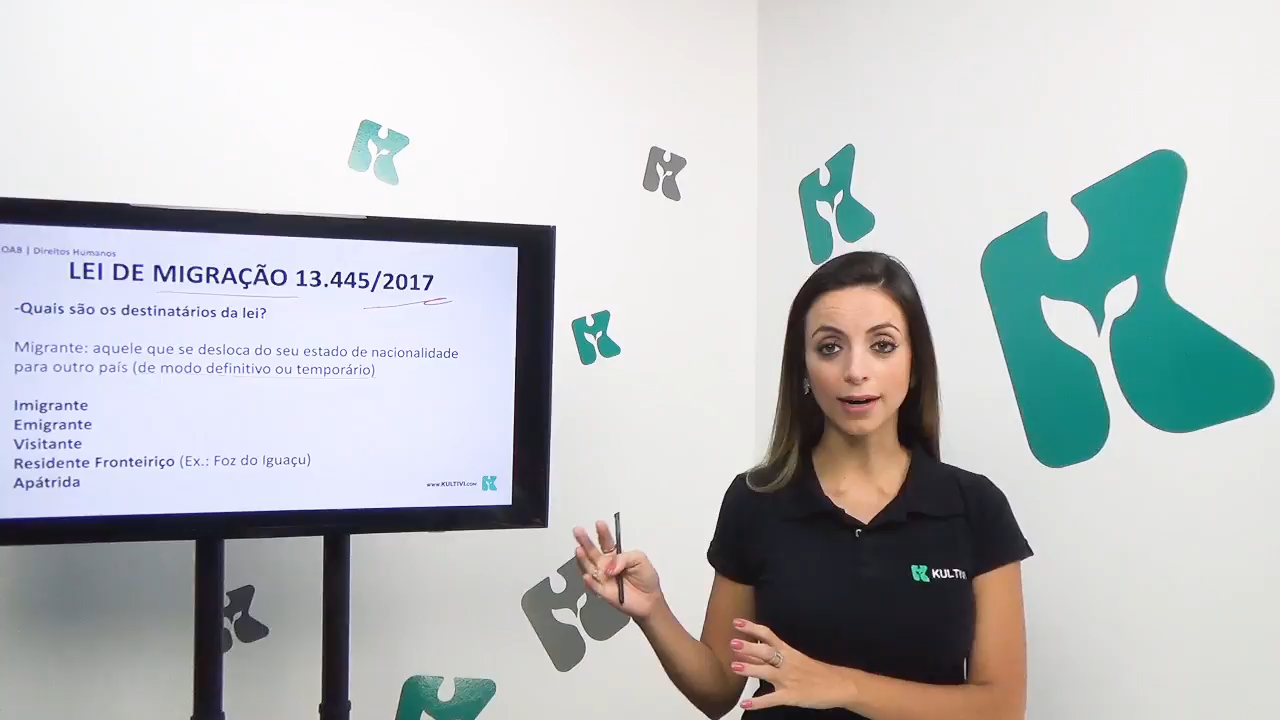 OAB | Direitos Humanos
LEI DE MIGRAÇÃO 13.445/2017
-Quais são os destinatários da lei?
Migrante: aquele que se desloca do seu estado de nacionalidade
para outro país (de modo definitivo ou temporário)
Imigrante
Emigrante
Visitante
Residente Fronteiriço (Ex.: Foz do Iguaçu)
Apátrida
www.KULTIVI.com
KULTIVI